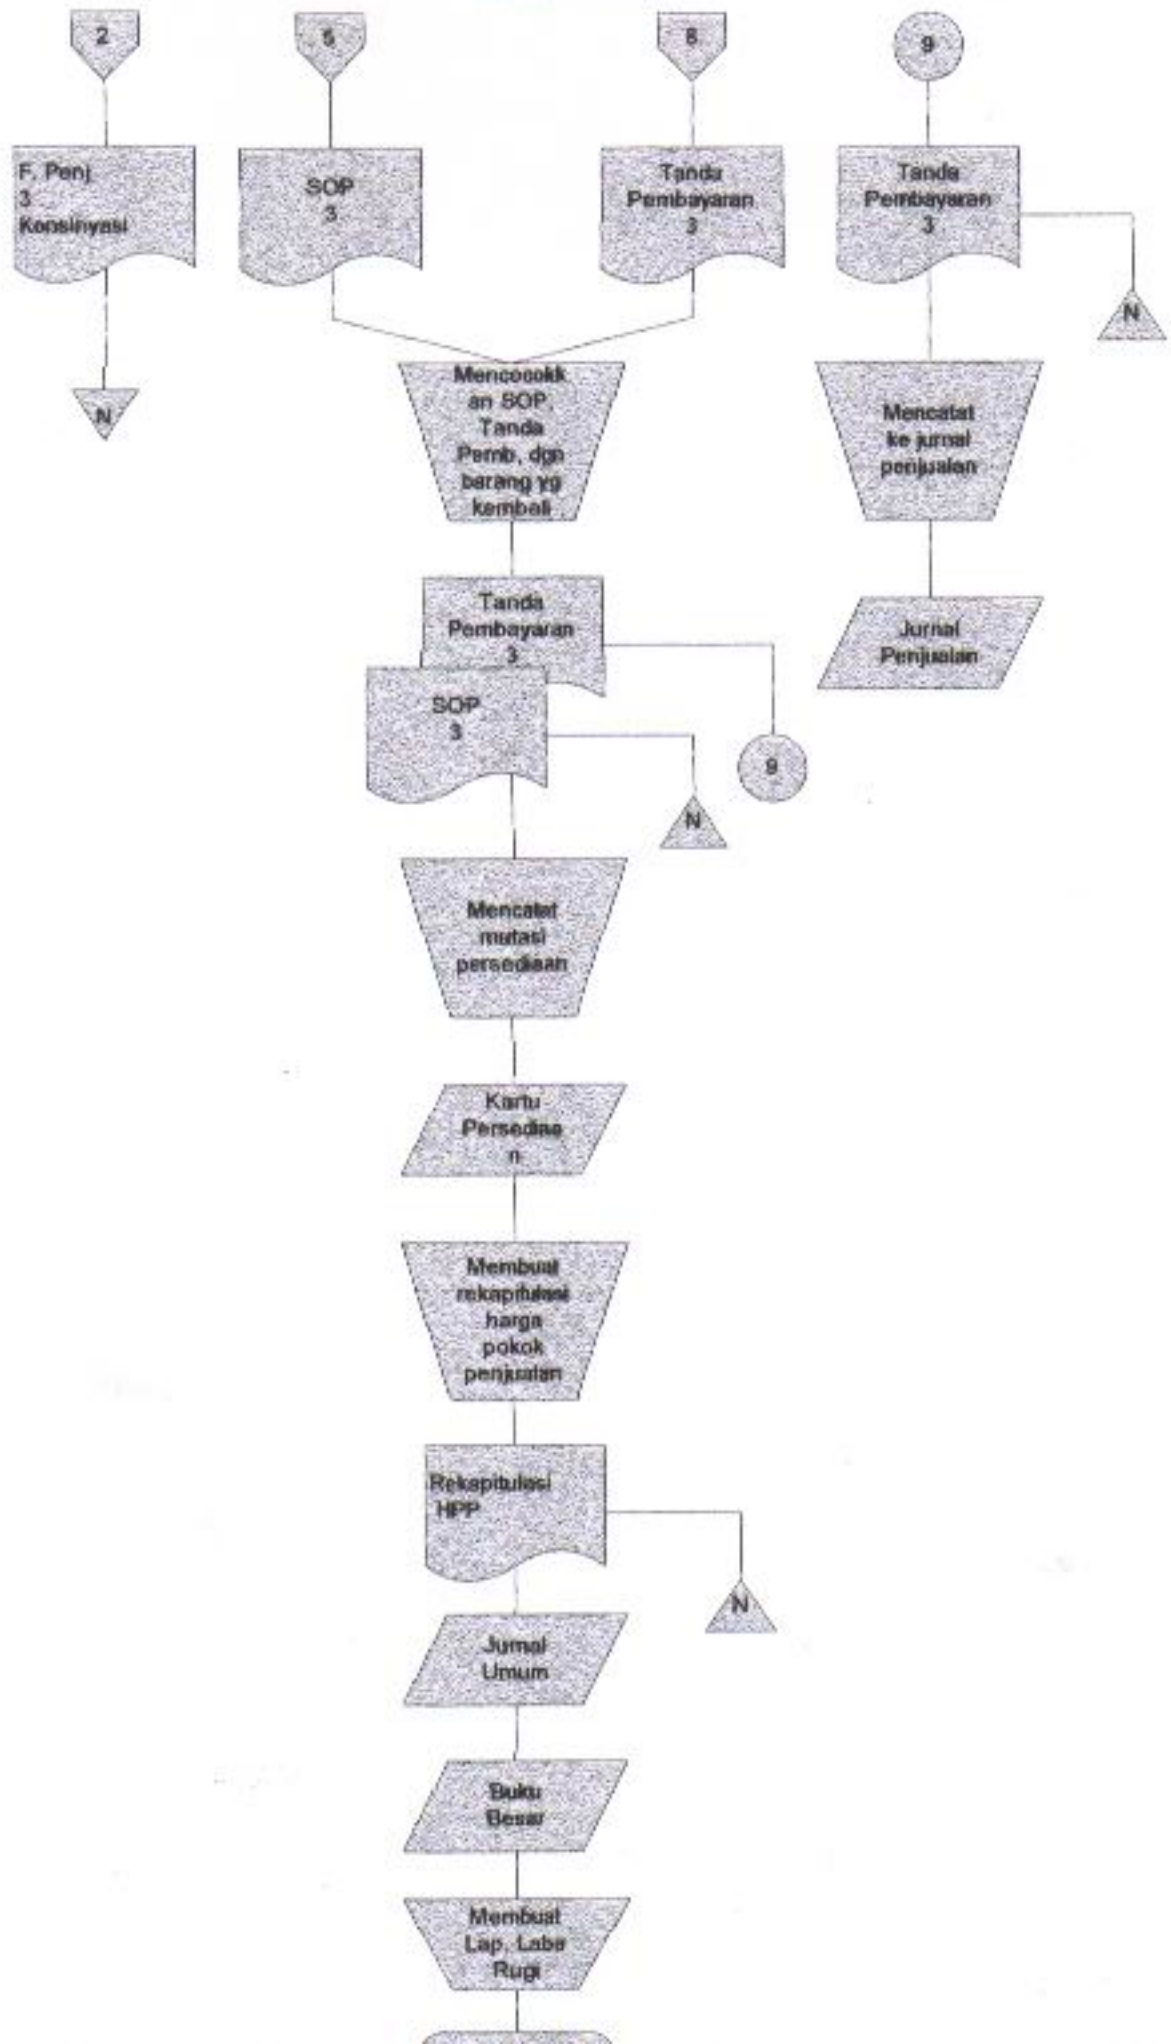 2
5
8
9
F. Penj
3
Konsinyasi
SOP
3
Tanda
Pembayaran
3
Tanda
Pembayaran
3
N
N
Mencocokk
an SOP,
Tanda
Pemb, dgn
barang yg
kembali
Mencatat
ke jurnal
penjualan
Tanda
Pembayaran
3
Jurnal
Penjualan
SOP
3
9
N
Mencatat
mutasi
persediaan
Kartu
Persediaa
n
Membuat
rekapitulasi
harga
pokok
penjualan
Rekapitulasi
HPP
N
Jurnal
Umum
Buku
Besar
Membuat
Lap, Laba
Rugi